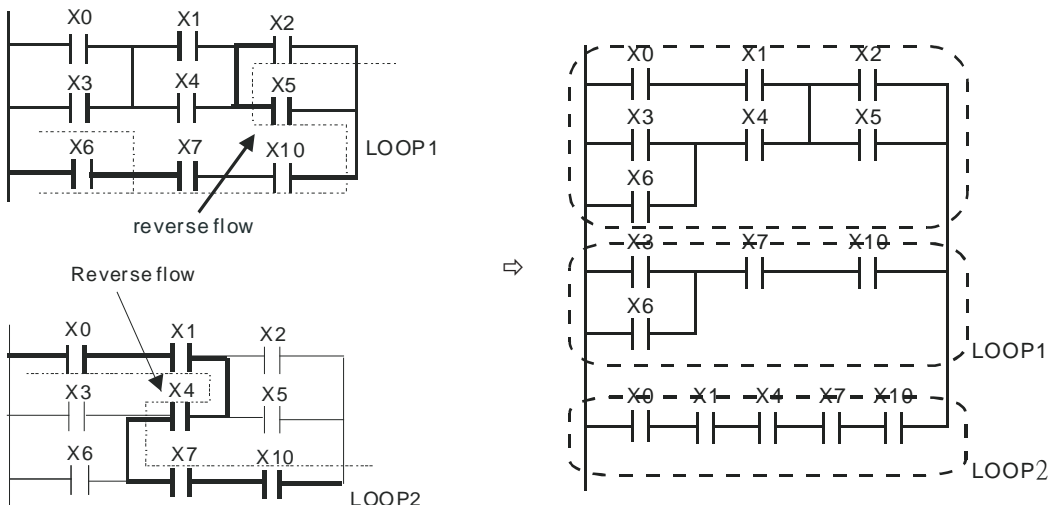 X0 X1 X2
X3 X4 X5
X6 X7 X10
LOOP1
reverse flow
Reverse flow
X0 X1 X2
X3 X4 X5
X6 X7 X10
LOOP2
⇨
X0 X1 X2
X3 X4 X5
X6
X3 X7 X10
X6
LOOP1
X0 X1 X4 X7 X10
LOOP2